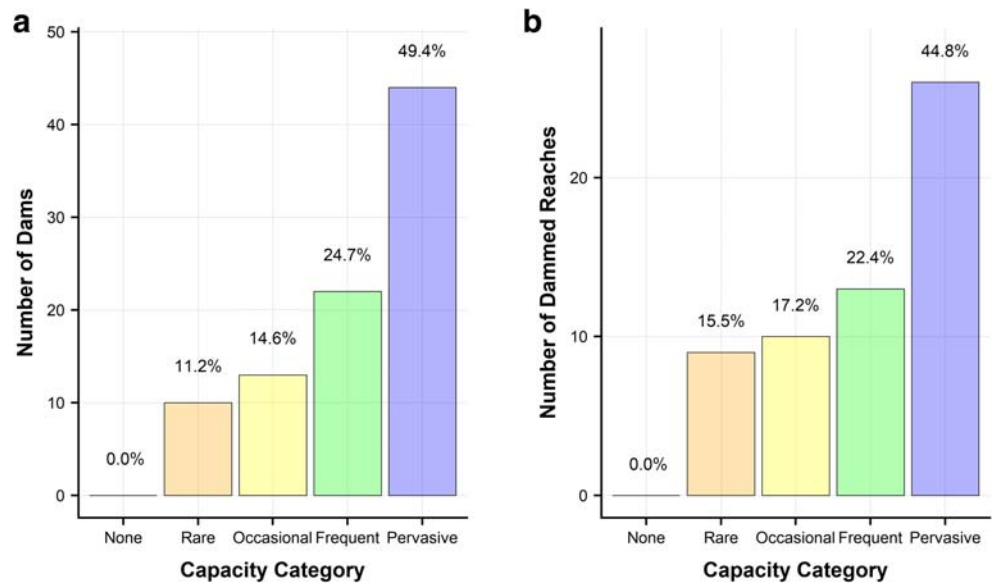 a
50
40
30
20
10
0
Number of Dams
0.0%
11.2%
14.6%
24.7%
49.4%
None Rare Occasional Frequent Pervasive
Capacity Category
b
20
10
0
Number of Dammed Reaches
0.0%
15.5%
17.2%
22.4%
44.8%
None Rare Occasional Frequent Pervasive
Capacity Category